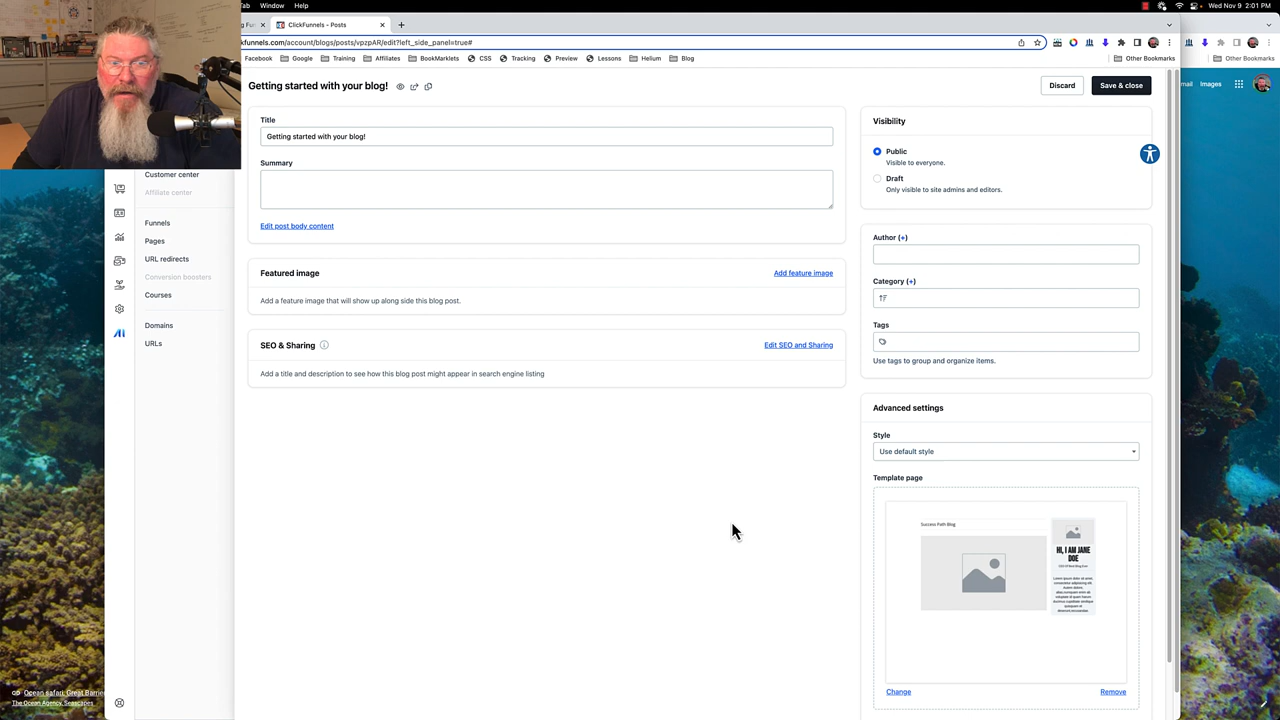 Tab Window Help
Wed Nov 9 2:01 PM
ClickFunnels - Posts
kfunnels.com/account/blogs/posts/vpzpAR/edit?left_side_panel=true#
Facebook Google Training Affiliates BookMarklets CSS Tracking Preview Lessons Helium Blog Other Bookmarks Other Bookmarks
Getting started with your blog!
Discard
Save & close
mail Images
Title
Getting started with your blog!
Summary
Edit post body content
Featured image
Add feature image
Add a feature image that will show up along side this blog post.
SEO & Sharing
Edit SEO and Sharing
Add a title and description to see how this blog post might appear in search engine listing
Visibility
Public
Visible to everyone.
Draft
Only visible to site admins and editors.
Author (+)
Category (+)
Tags
Use tags to group and organize items.
Advanced settings
Style
Use default style
Template page
Success Path Blog
HI, I AM JANE
DOE
Change
Remove
Customer center
Affiliate center
Funnels
Pages
URL redirects
Conversion boosters
Courses
Domains
URLs
Ocean safari, Great Barrie
The Ocean Agency, Seascapes